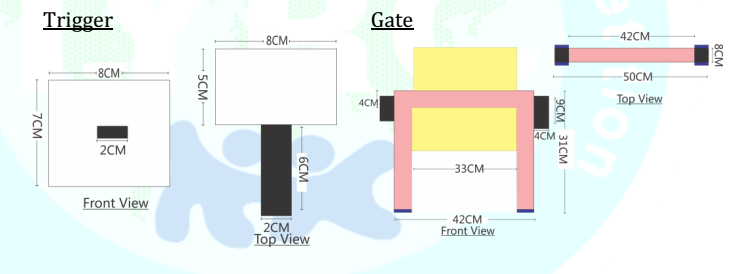 Trigger
8CM
7CM
2CM
Front View
8CM
5CM
6CM
2CM
Top View
Gate
4CM
9CM
4CM
31CM
33CM
42CM
Front View
42CM
8CM
50CM
Top View
etition